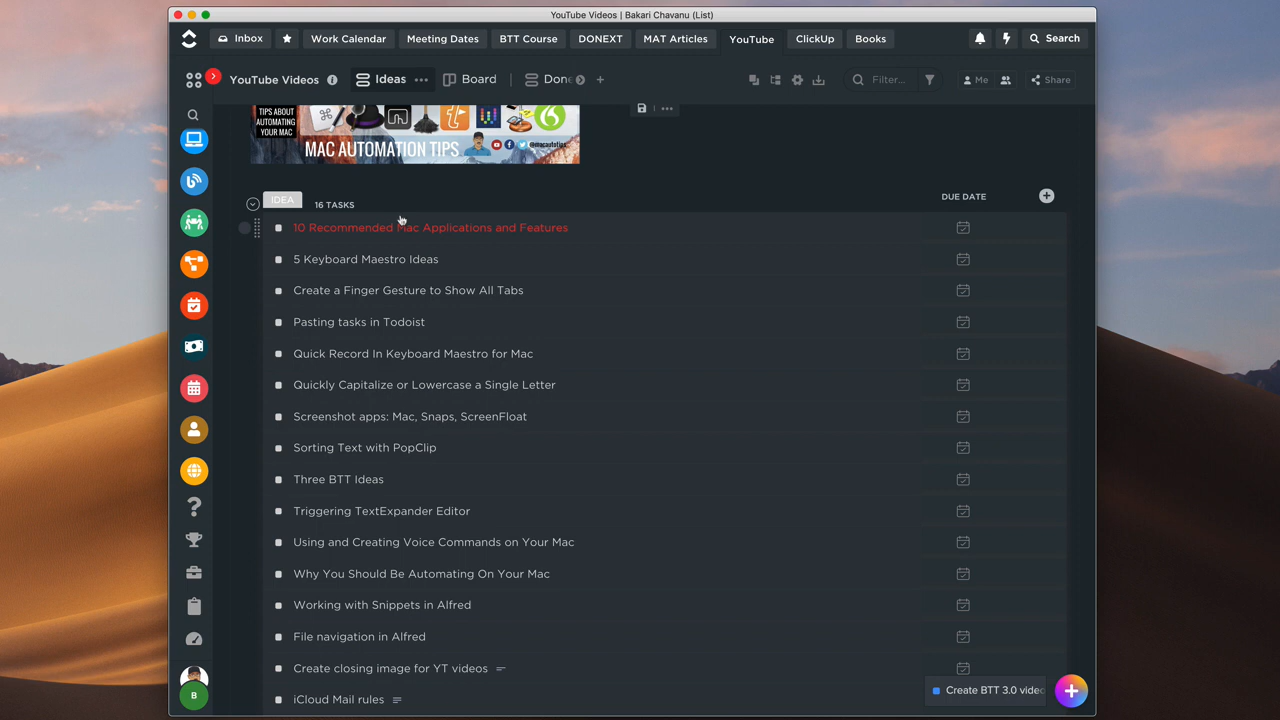 YouTube Videos | Bakari Chavanu (List)
Inbox
Work Calendar
Meeting Dates
BTT Course
DONEXT
MAT Articles
YouTube
ClickUp
Books
Search
YouTube Videos
Ideas
Board
Don
Filter...
Me
Share
TIPS ABOUT
AUTOMATING
YOUR MAC
MAC AUTOMATION TIPS
@macautotips
IDEA
16 TASKS
DUE DATE
10 Recommended Mac Applications and Features
5 Keyboard Maestro Ideas
Create a Finger Gesture to Show All Tabs
Pasting tasks in Todoist
Quick Record In Keyboard Maestro for Mac
Quickly Capitalize or Lowercase a Single Letter
Screenshot apps: Mac, Snaps, ScreenFloat
Sorting Text with PopClip
Three BTT Ideas
Triggering TextExpander Editor
Using and Creating Voice Commands on Your Mac
Why You Should Be Automating On Your Mac
Working with Snippets in Alfred
File navigation in Alfred
Create closing image for YT videos
iCloud Mail rules
Create BTT 3.0 vide
B